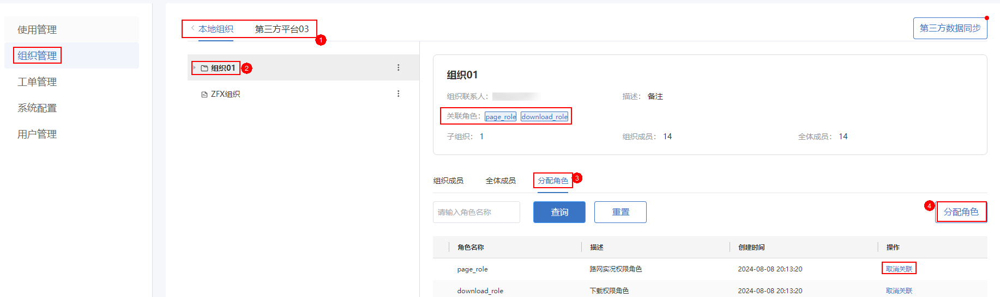 使用管理
组织管理
工单管理
系统配置
用户管理
本地组织 第三方平台03
1
第三方数据同步
组织01 2
ZFX组织
组织01
组织联系人： 描述： 备注
关联角色： page_role download_role
子组织： 1 组织成员： 14 全体成员： 14
组织成员 全体成员 分配角色 3
请输入角色名称 查询 重置 4 分配角色
角色名称 描述 创建时间 操作
page_role 路网实况权限角色 2024-08-08 20:13:20 取消关联
download_role 下载权限角色 2024-08-08 20:13:20 取消关联